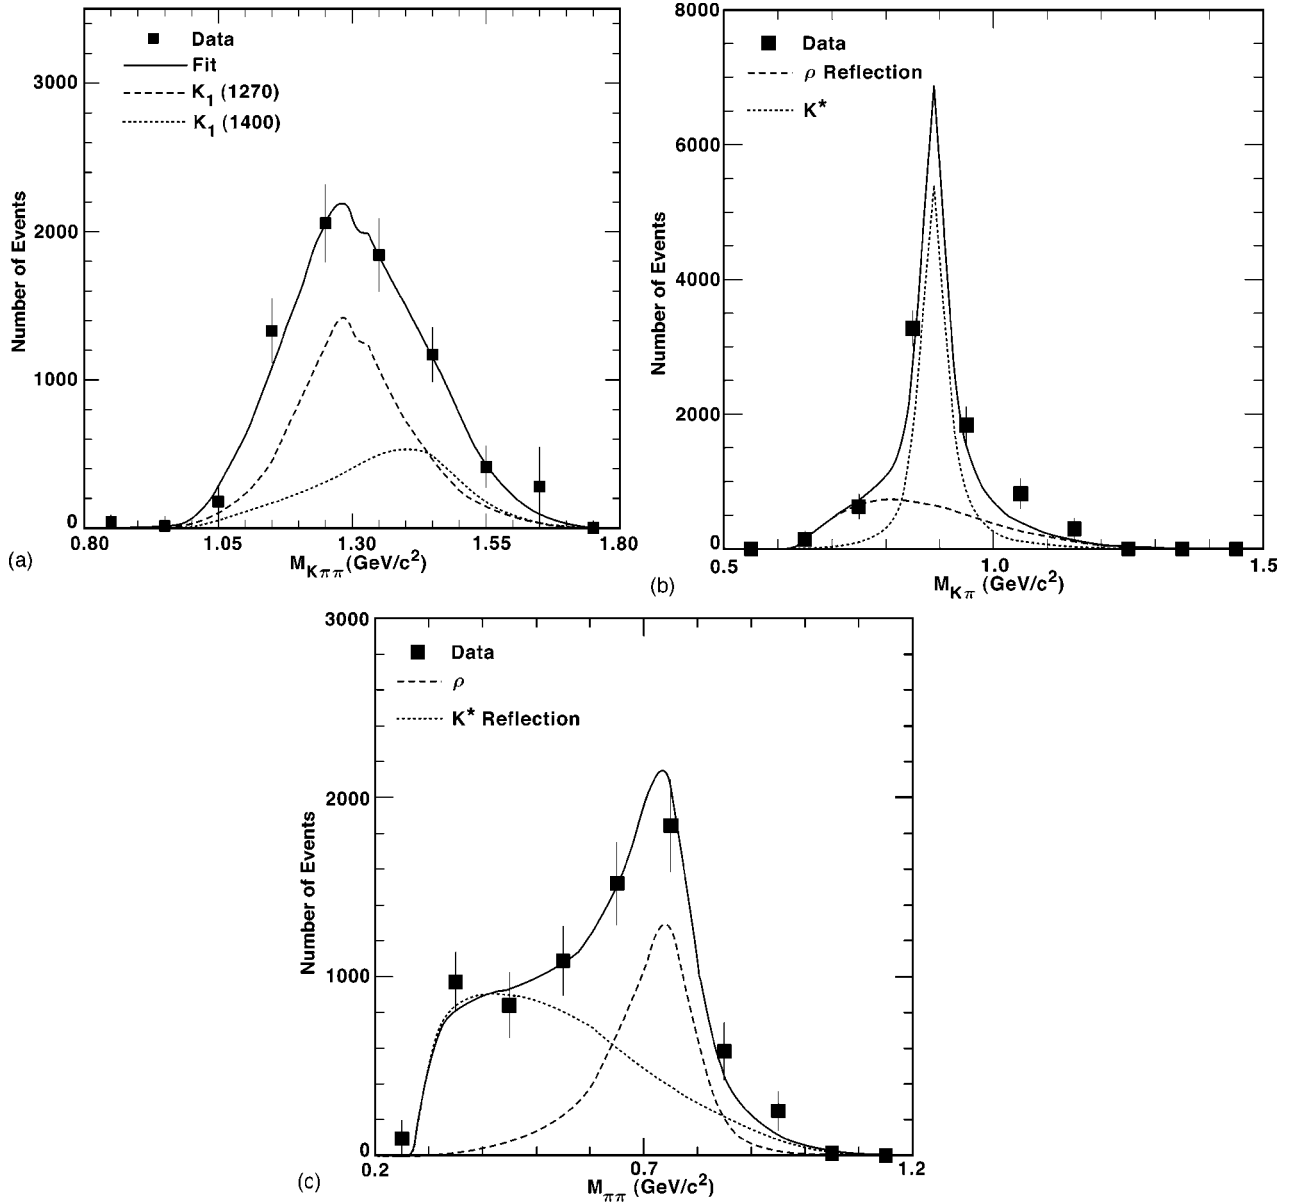 Data
Fit
K1 (1270)
K1 (1400)
3000
2000
1000
0
Number of Events
0.80 1.05 1.30 1.55 1.80
MKππ(GeV/c2)
(a)
Data
ρ Reflection
K*
8000
6000
4000
2000
0
Number of Events
0.5 1.0 1.5
MKπ (GeV/c2)
(b)
Data
ρ
K* Reflection
3000
2000
1000
0
Number of Events
0.2 0.7 1.2
Mππ (GeV/c2)
(c)